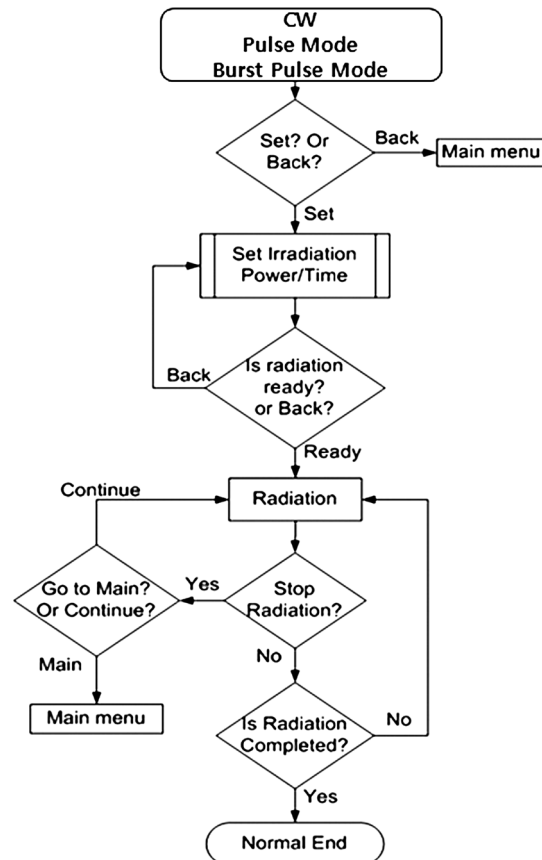 CW
Pulse Mode
Burst Pulse Mode
Set? Or
Back?
Back
Main menu
Set
Set Irradiation
Power/Time
Is radiation
ready?
or Back?
Back
Ready
Continue
Radiation
Go to Main?
Or Continue?
Yes
Stop
Radiation?
Main
No
Main menu
Is Radiation
Completed?
No
Yes
Normal End